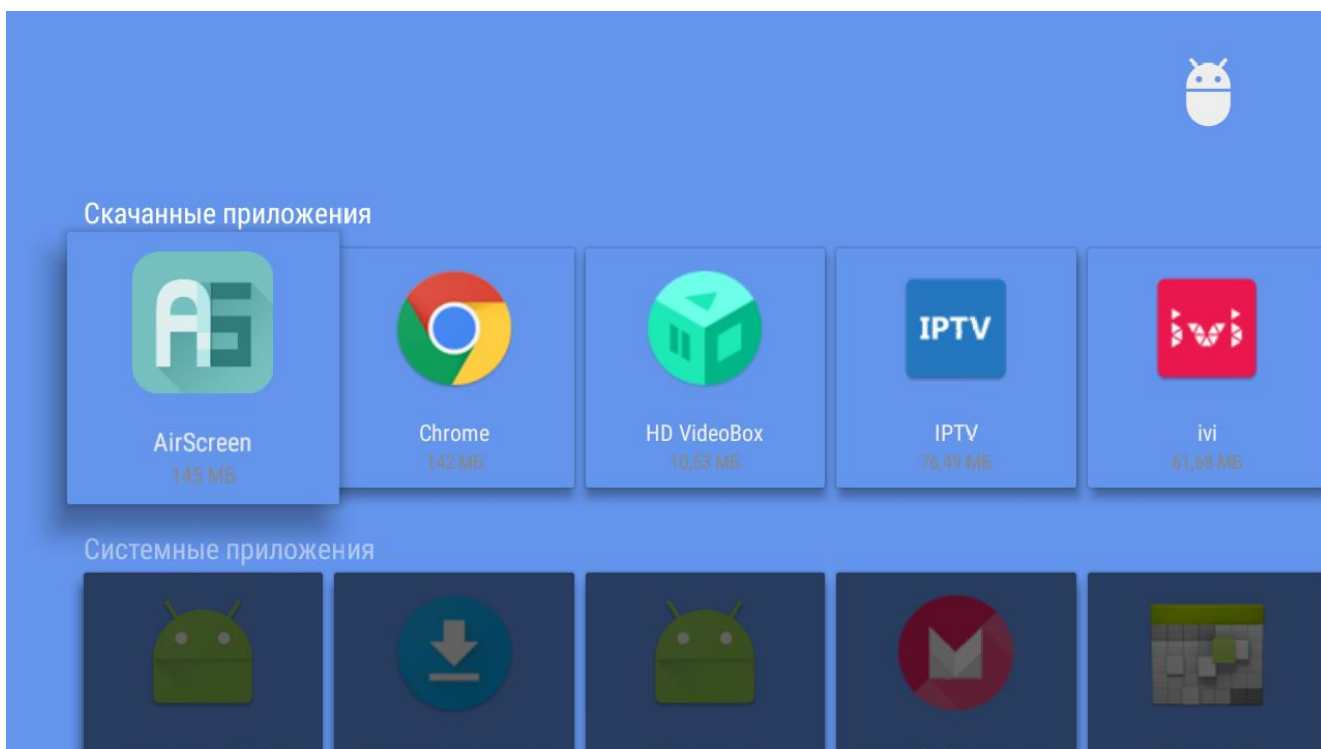 Скачанные приложения
AirScreen
145 МБ
Chrome
142 МБ
HD VideoBox
10,53 МБ
IPTV
IPTV
76,49 МБ
ivi
ivi
61,68 МБ
Системные приложения